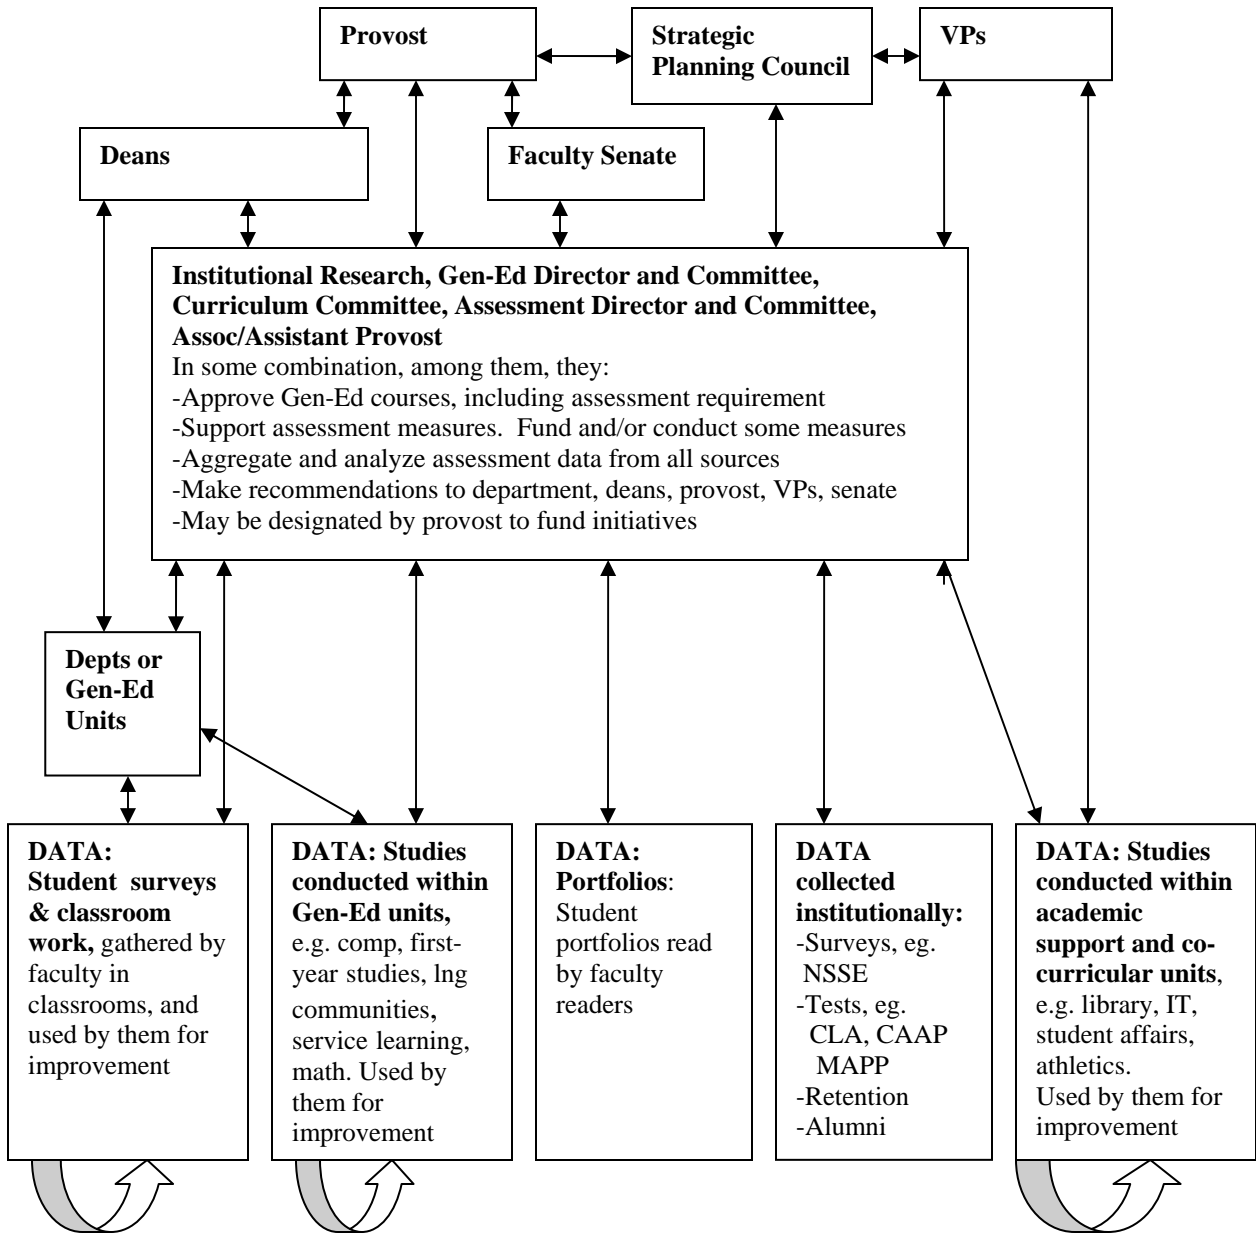 Provost
Strategic
Planning Council
VPs
Deans
Faculty Senate
Institutional Research, Gen-Ed Director and Committee,
Curriculum Committee, Assessment Director and Committee,
Assoc/Assistant Provost
In some combination, among them, they:
-Approve Gen-Ed courses, including assessment requirement
-Support assessment measures.  Fund and/or conduct some measures
-Aggregate and analyze assessment data from all sources
-Make recommendations to department, deans, provost, VPs, senate
-May be designated by provost to fund initiatives
Depts or
Gen-Ed
Units
DATA:
Student  surveys
& classroom
work, gathered by
faculty in
classrooms, and
used by them for
improvement
DATA: Studies
conducted within
Gen-Ed units,
e.g. comp, first-
year studies, lng
communities,
service learning,
math. Used by
them for
improvement
DATA:
Portfolios:
Student
portfolios read
by faculty
readers
DATA
collected
institutionally:
-Surveys, eg.
NSSE
-Tests, eg.
CLA, CAAP
MAPP
-Retention
-Alumni
DATA: Studies
conducted within
academic
support and co-
curricular units,
e.g. library, IT,
student affairs,
athletics.
Used by them for
improvement